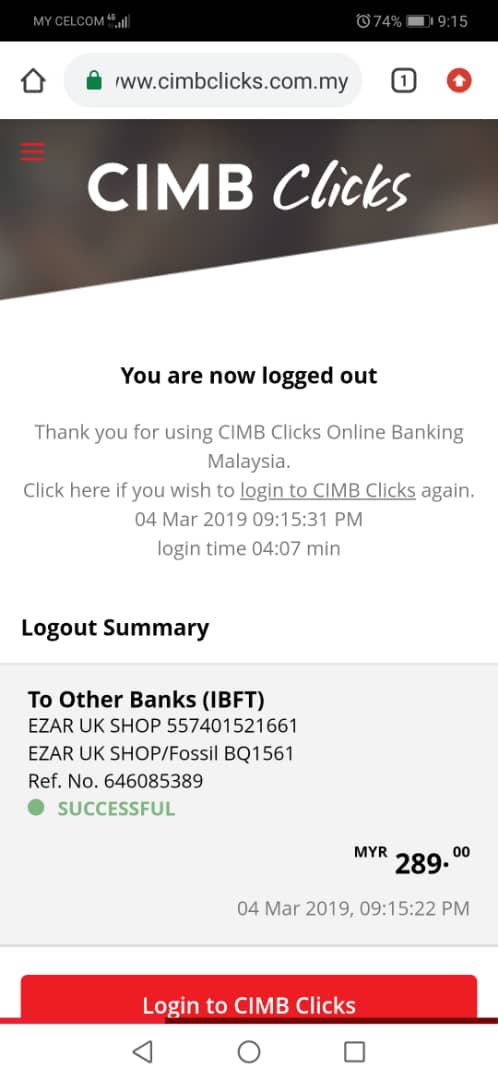 MY CELCOM 4G 74% 9:15
www.cimbclicks.com.my 1
CIMB Clicks
You are now logged out
Thank you for using CIMB Clicks Online Banking
Malaysia.
Click here if you wish to login to CIMB Clicks again.
04 Mar 2019 09:15:31 PM
login time 04:07 min
Logout Summary
To Other Banks (IBFT)
EZAR UK SHOP 557401521661
EZAR UK SHOP/Fossil BQ1561
Ref. No. 646085389
SUCCESSFUL
MYR 289.00
04 Mar 2019, 09:15:22 PM
Login to CIMB Clicks